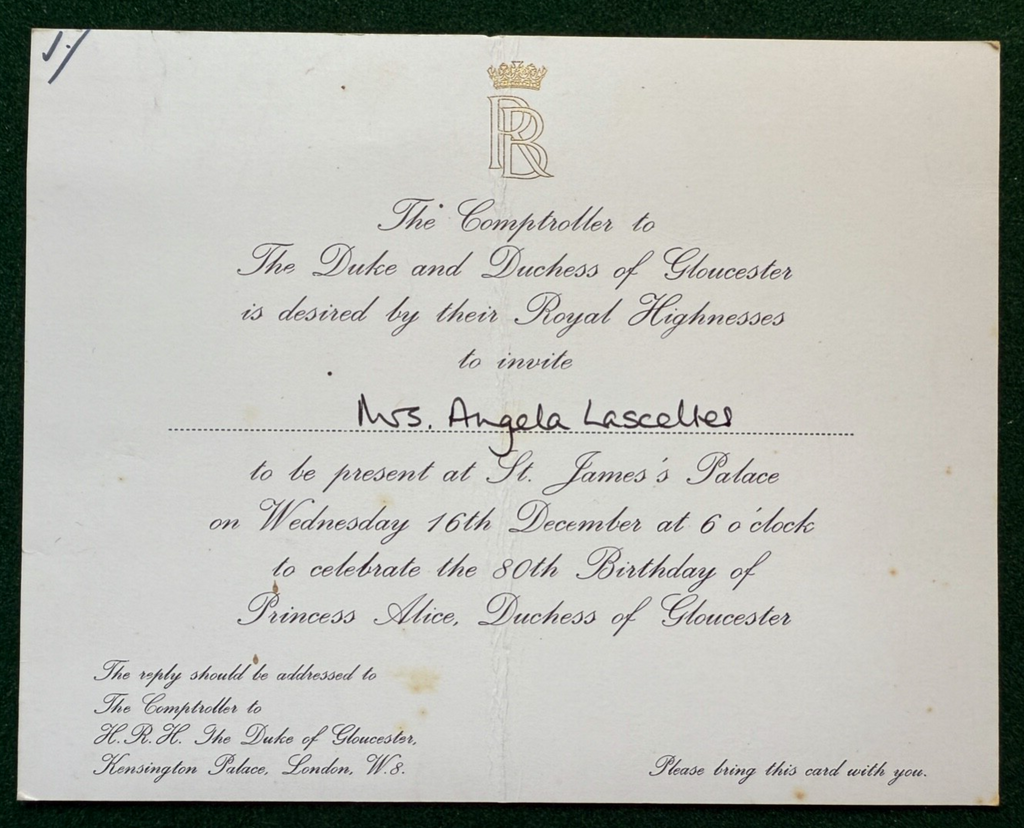 RB
The Comptroller to
The Duke and Duchess of Gloucester
is desired by their Royal Highnesses
to invite
Mrs. Angela Lascelles
to be present at St. James's Palace
on Wednesday 16th December at 6 o'clock
to celebrate the 80th Birthday of
Princess Alice, Duchess of Gloucester
The reply should be addressed to
The Comptroller to
H.R.H. The Duke of Gloucester,
Kensington Palace, London, W.8.
Please bring this card with you.